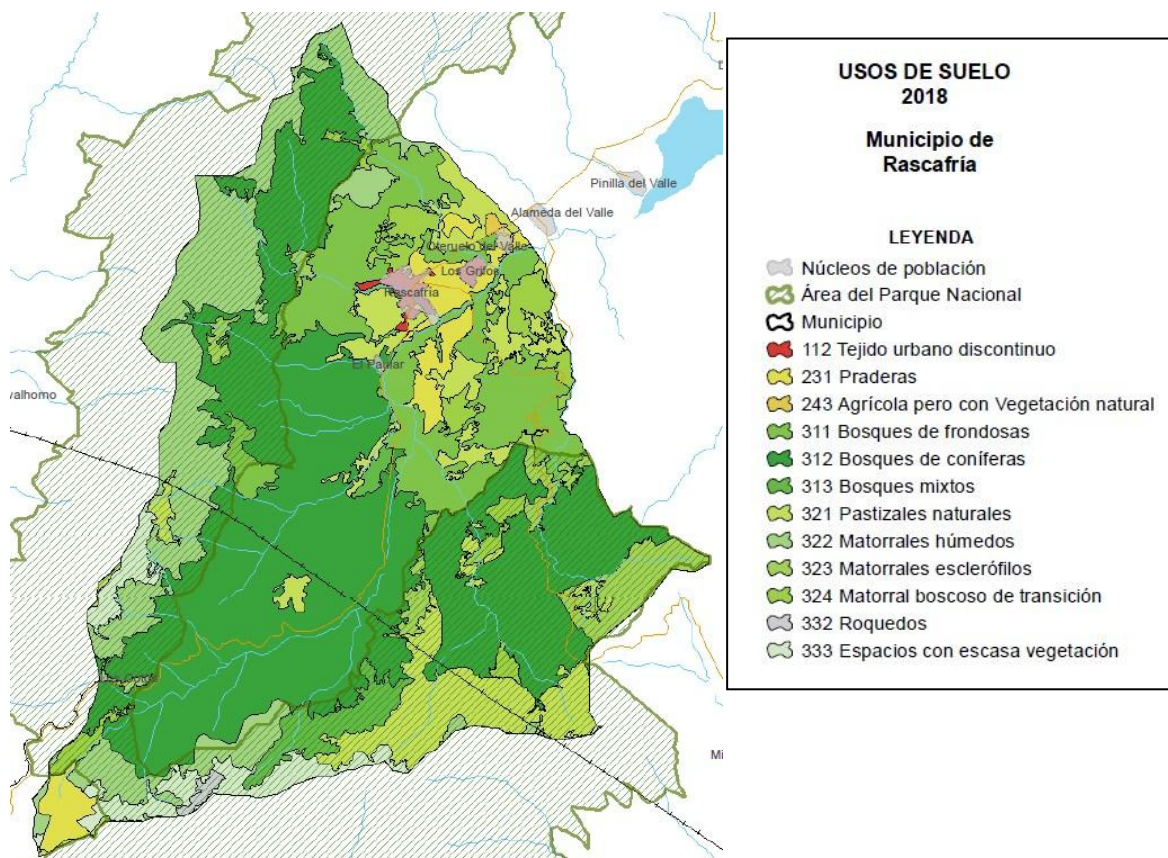 Pinilla del Valle
Alameda del Valle
Oteruelo del Valle
Los Grifos
Rascafría
El Paular
valhomo
Mi
USOS DE SUELO
2018
Municipio de
Rascafría
LEYENDA
Núcleos de población
Área del Parque Nacional
Municipio
112 Tejido urbano discontinuo
231 Praderas
243 Agrícola pero con Vegetación natural
311 Bosques de frondosas
312 Bosques de coníferas
313 Bosques mixtos
321 Pastizales naturales
322 Matorrales húmedos
323 Matorrales esclerófilos
324 Matorral boscoso de transición
332 Roquedos
333 Espacios con escasa vegetación